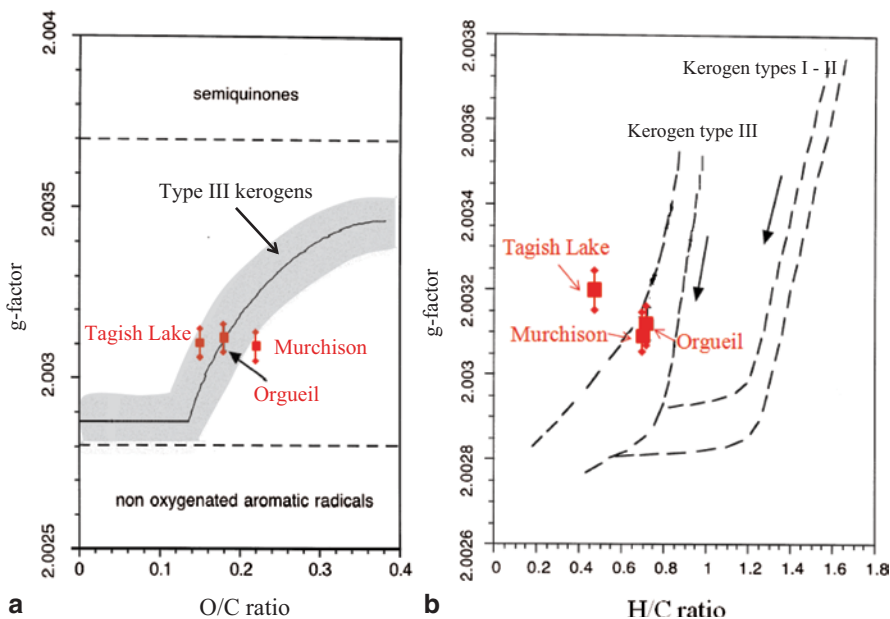 2.004
2.0035
2.003
2.0025
g-factor
semiquinones
Type III kerogens
Tagish Lake
Murchison
Orgueil
non oxygenated aromatic radicals
0 0.1 0.2 0.3 0.4
a
O/C ratio
2.0038
2.0036
2.0034
2.0032
2.003
2.0028
2.0026
g-factor
Kerogen types I - II
Kerogen type III
Tagish Lake
Murchison
Orgueil
0 0.2 0.4 0.6 0.8 1 1.2 1.4 1.6 1.8
b
H/C ratio